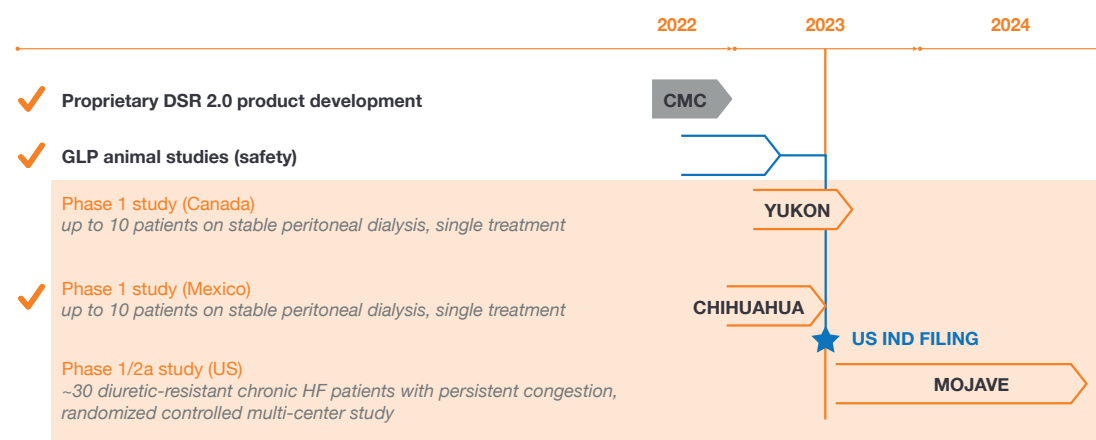 2022 2023 2024
Proprietary DSR 2.0 product development
CMC
GLP animal studies (safety)
Phase 1 study (Canada)
up to 10 patients on stable peritoneal dialysis, single treatment
YUKON
Phase 1 study (Mexico)
up to 10 patients on stable peritoneal dialysis, single treatment
CHIHUAHUA
US IND FILING
Phase 1/2a study (US)
~30 diuretic-resistant chronic HF patients with persistent congestion,
randomized controlled multi-center study
MOJAVE